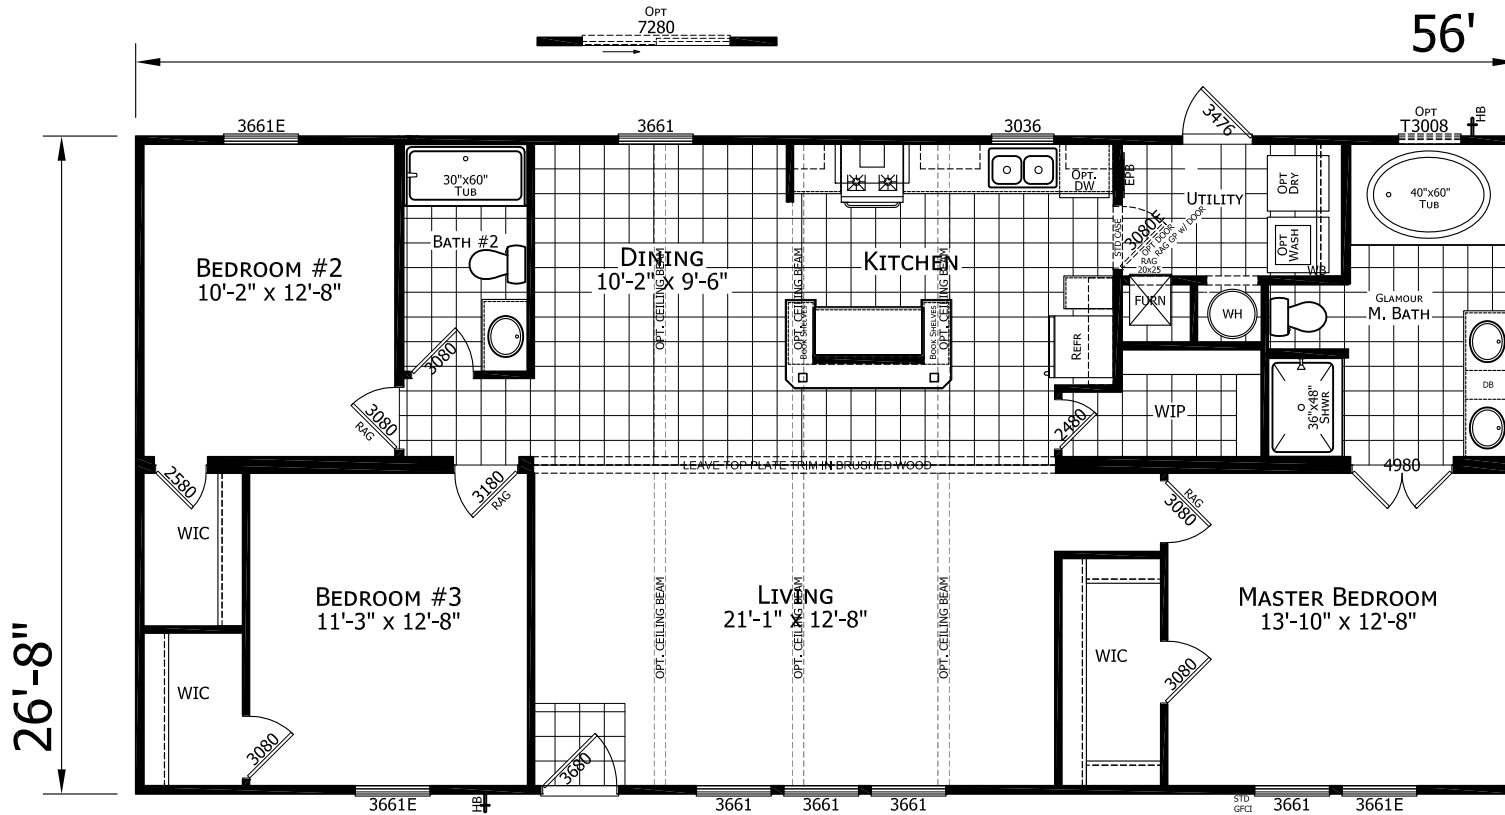 OPT
7280
56'
3661E
3661
3036
3476
OPT
T3008
HB
30"x60"
TUB
BATH #2
BEDROOM #2
10'-2" x 12'-8"
DINING
10'-2" x 9'-6"
OPT. CEILING BEAM
OPT. CEILING BEAM
OPT. CEILING BEAM
KITCHEN
OPT.
DW
EPB
UTILITY
OPT
DRY
OPT
WASH
WB
40"x60"
TUB
STD CASE
3080E
OPT DOOR
RAG GP w/ DOOR
RAG
20x25
FURN
WH
GLAMOUR
M. BATH
BOOK SHELVES
BOOK SHELVES
REFR
DB
36"x48"
SHWR
WIP
2480
3080
3080
RAG
2580
3180
RAG
LEAVE TOP PLATE TRIM IN BRUSHED WOOD
4980
RAG
3080
WIC
BEDROOM #3
11'-3" x 12'-8"
LIVING
21'-1" x 12'-8"
OPT. CEILING BEAM
OPT. CEILING BEAM
OPT. CEILING BEAM
MASTER BEDROOM
13'-10" x 12'-8"
WIC
3080
WIC
3080
3680
26'-8"
3661E
HB
3661
3661
3661
STD
GFCI
3661
3661E